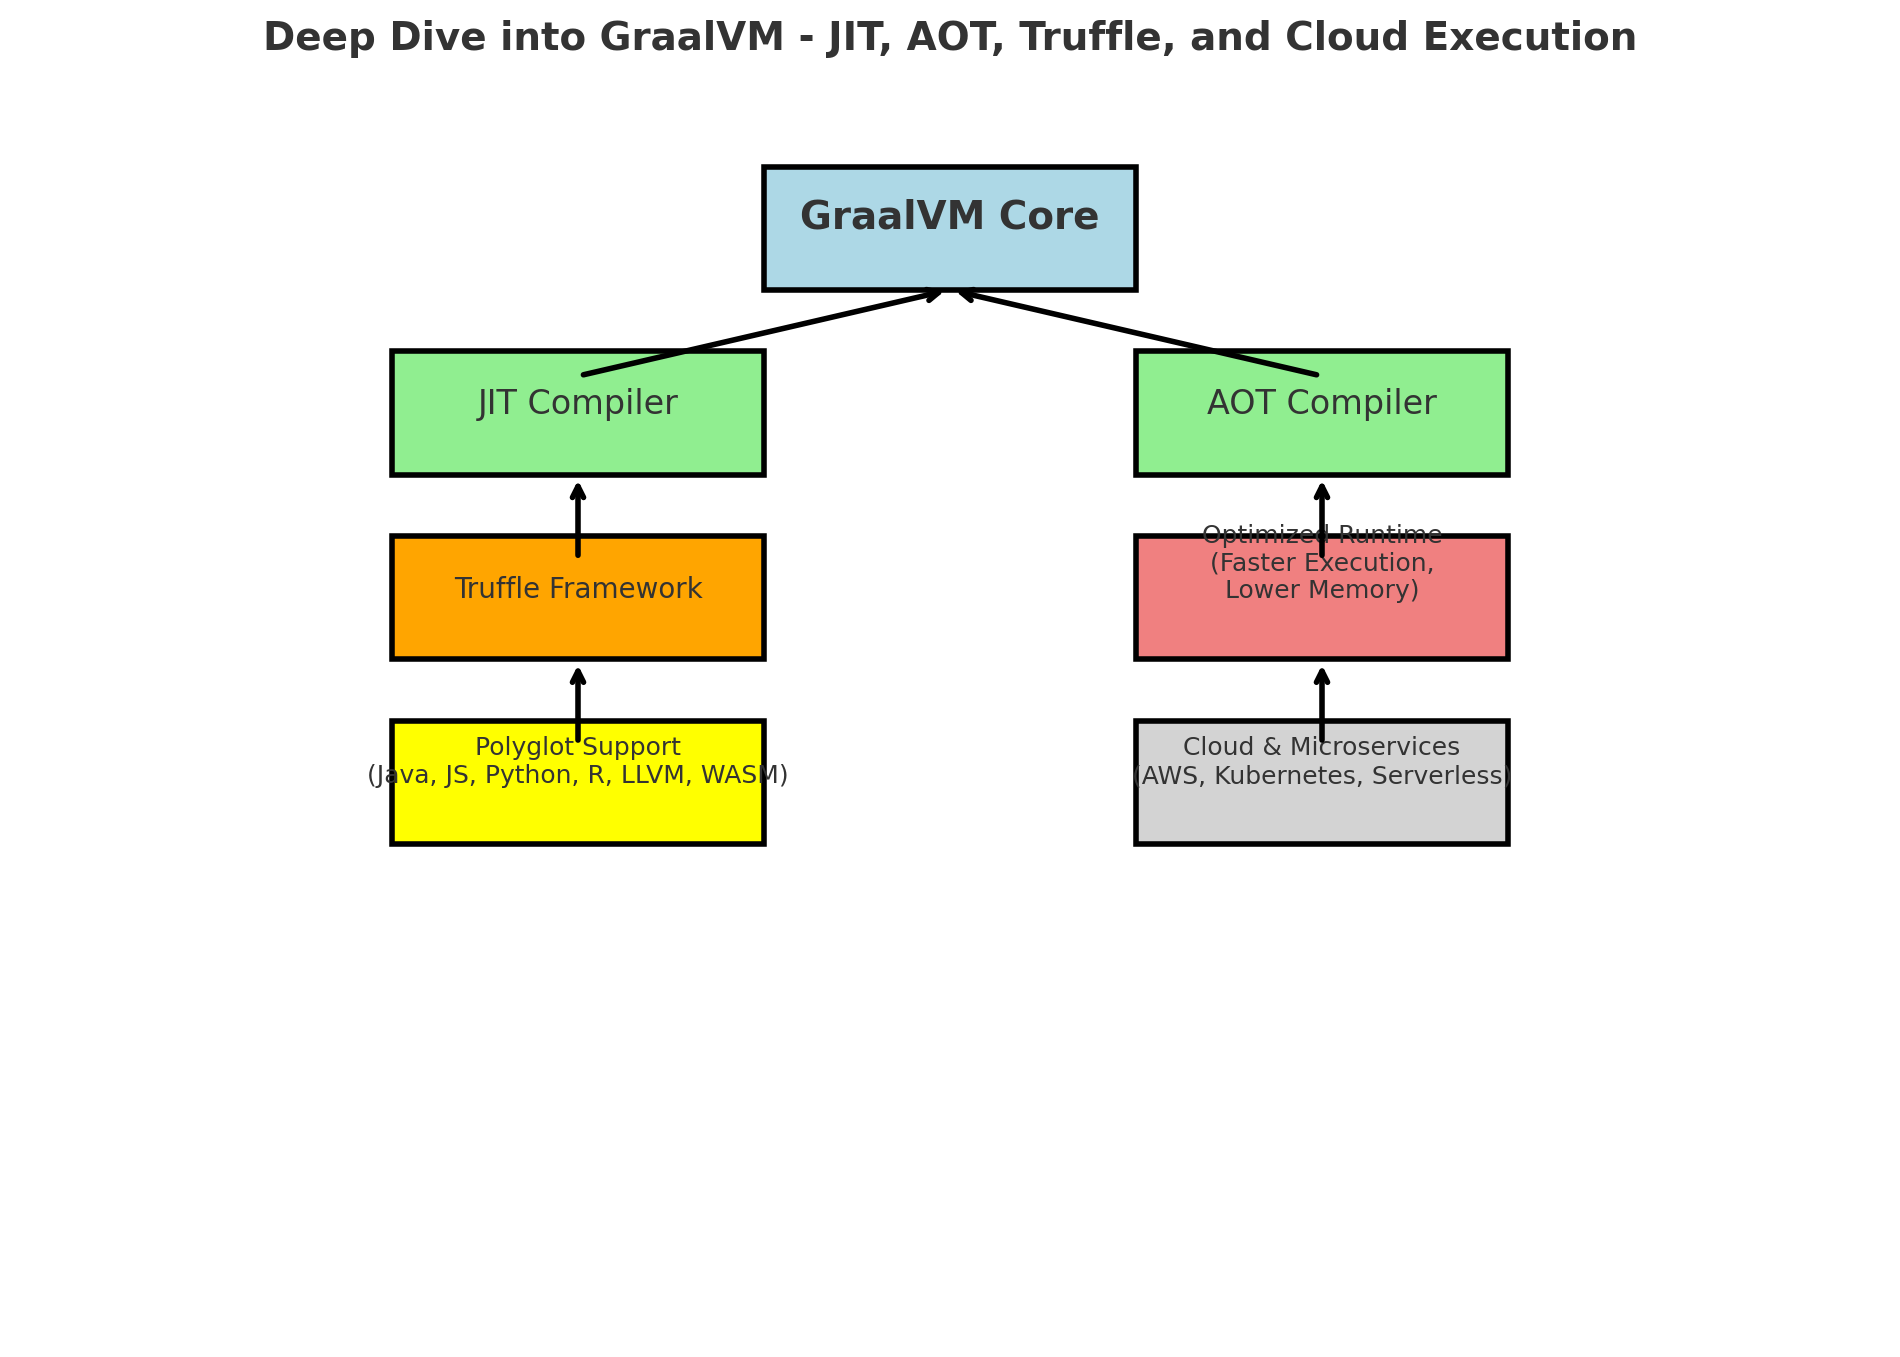 Deep Dive into GraalVM - JIT, AOT, Truffle, and Cloud Execution
GraalVM Core
JIT Compiler
AOT Compiler
Truffle Framework
Optimized Runtime
(Faster Execution,
Lower Memory)
Polyglot Support
(Java, JS, Python, R, LLVM, WASM)
Cloud & Microservices
(AWS, Kubernetes, Serverless)